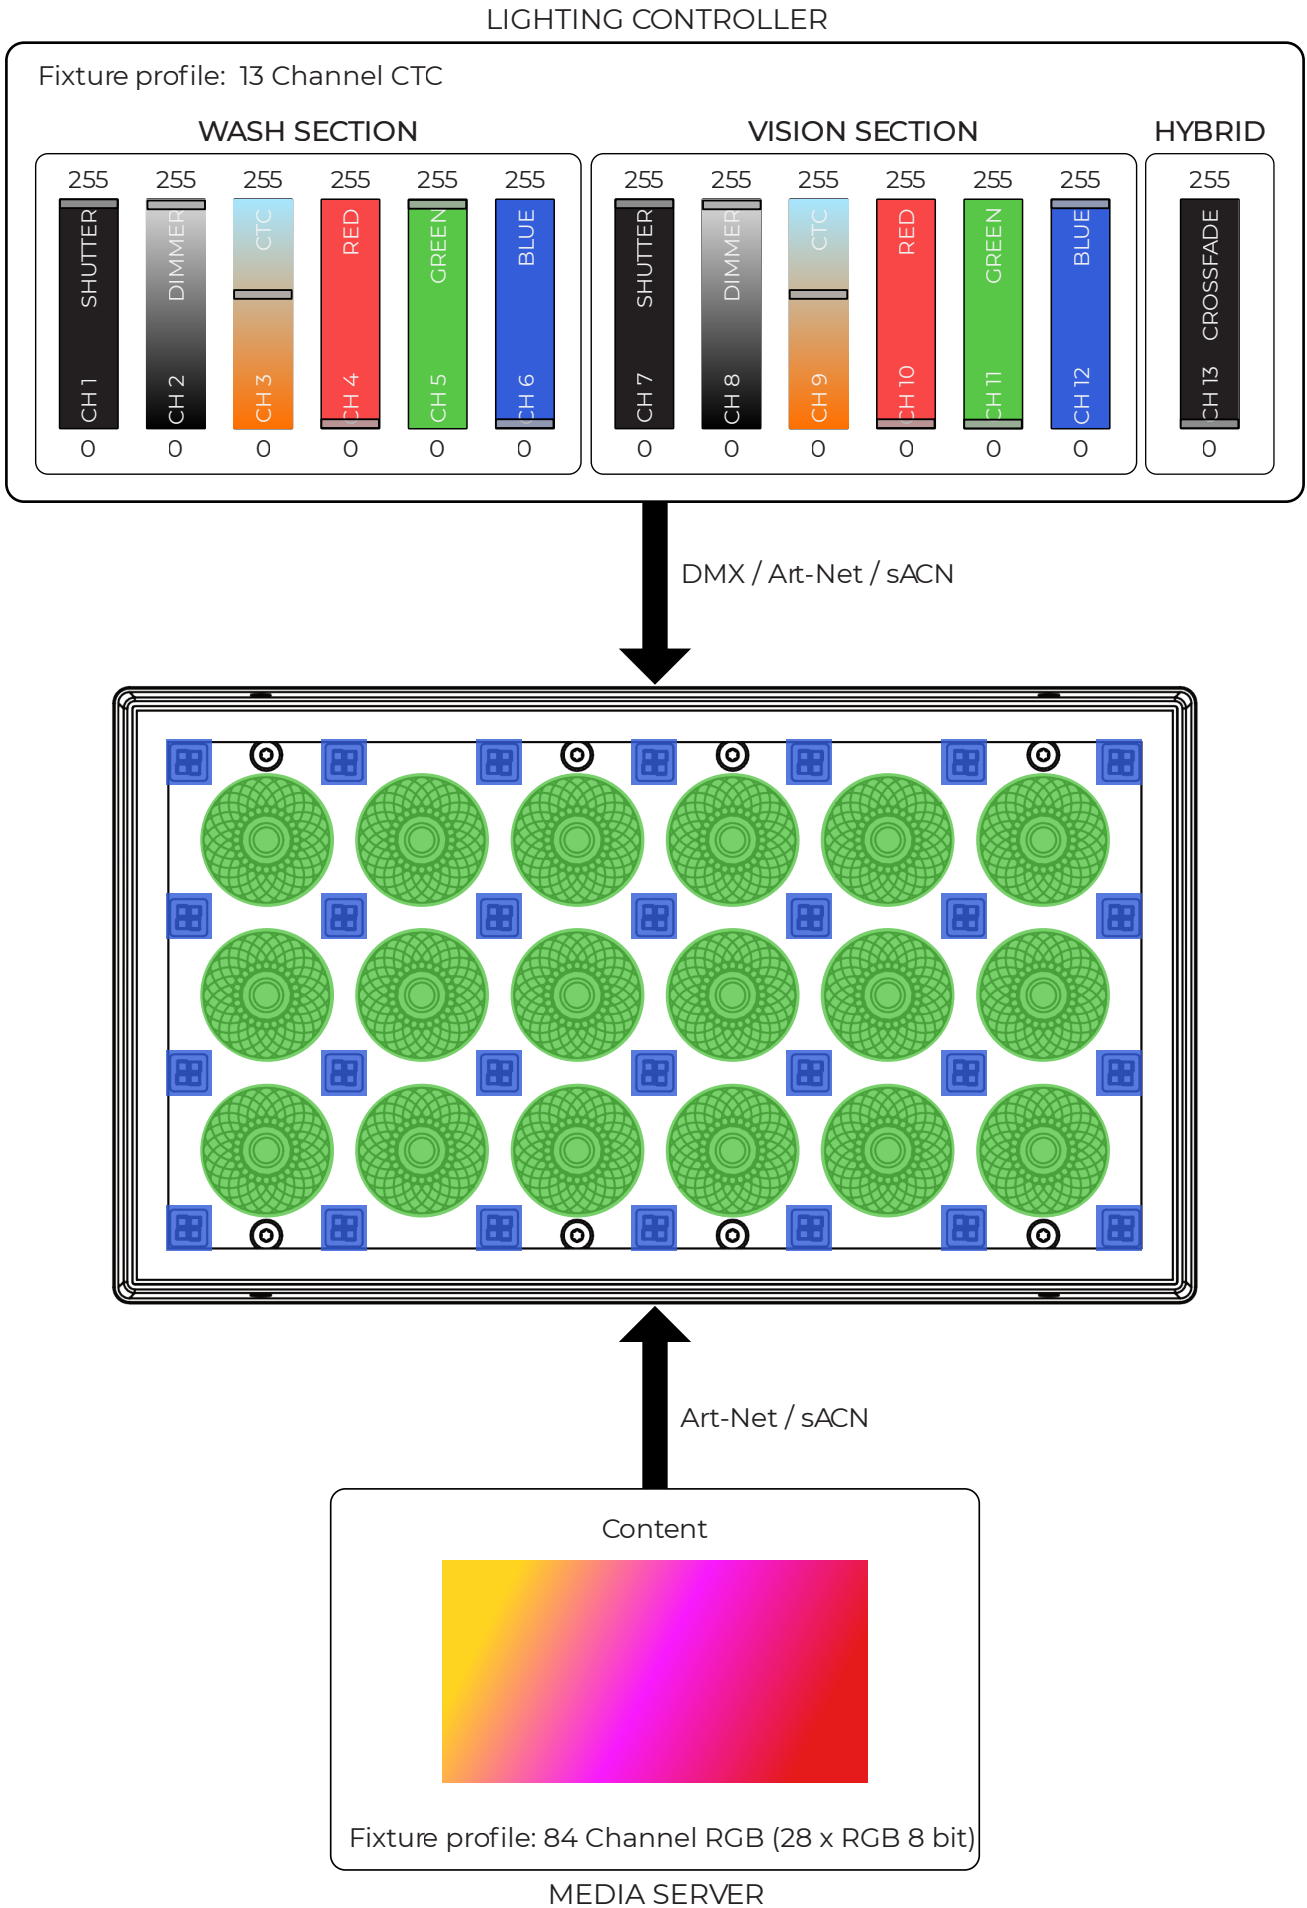 LIGHTING CONTROLLER
Fixture profile: 13 Channel CTC
WASH SECTION
VISION SECTION
HYBRID
255 255 255 255 255 255 255 255 255 255 255 255 255
SHUTTER DIMMER CTC RED GREEN BLUE SHUTTER DIMMER CTC RED GREEN BLUE CROSSFADE
CH 1 CH 2 CH 3 CH 4 CH 5 CH 6 CH 7 CH 8 CH 9 CH 10 CH 11 CH 12 CH 13
0 0 0 0 0 0 0 0 0 0 0 0 0
DMX / Art-Net / sACN
Art-Net / sACN
Content
Fixture profile: 84 Channel RGB (28 x RGB 8 bit)
MEDIA SERVER